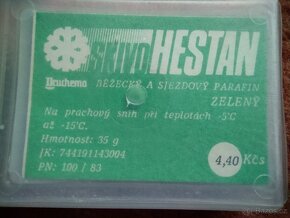 SKIVO HESTAN
Druchema
BĚŽECKÝ A SJEZDOVÝ PARAFIN
ZELENÝ
Na prachový sníh při teplotách -5°C
až -15°C.
Hmotnost: 35 g
JK: 744191143004
PN: 100 / 83
4,40 Kčs